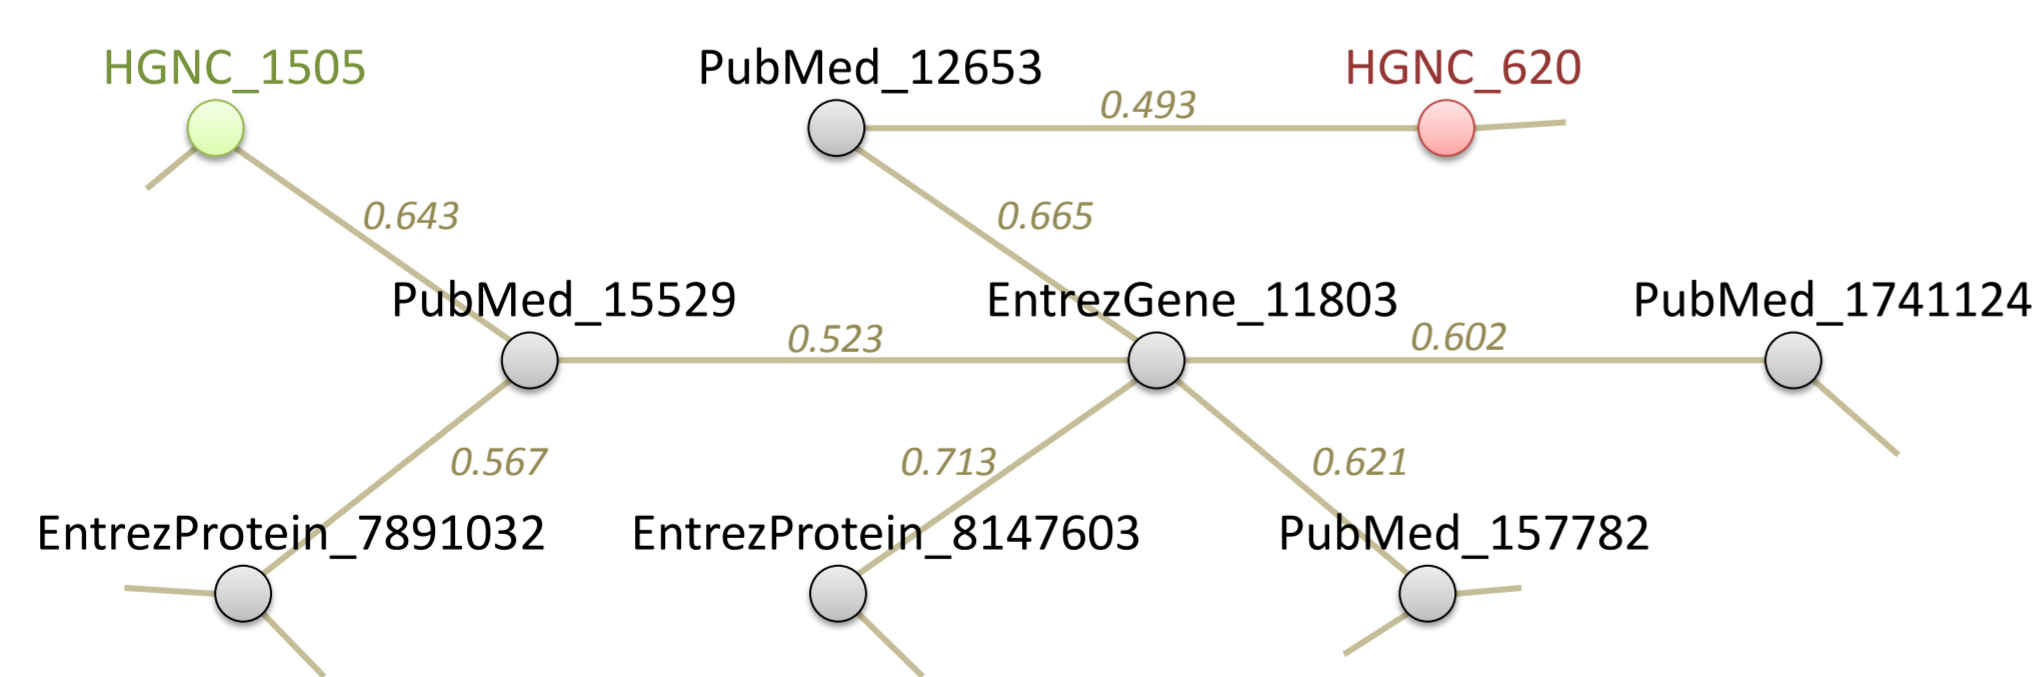 HGNC_1505
PubMed_12653
HGNC_620
0.493
0.643
0.665
PubMed_15529
EntrezGene_11803
PubMed_1741124
0.523
0.602
0.567
0.713
0.621
EntrezProtein_7891032
EntrezProtein_8147603
PubMed_157782